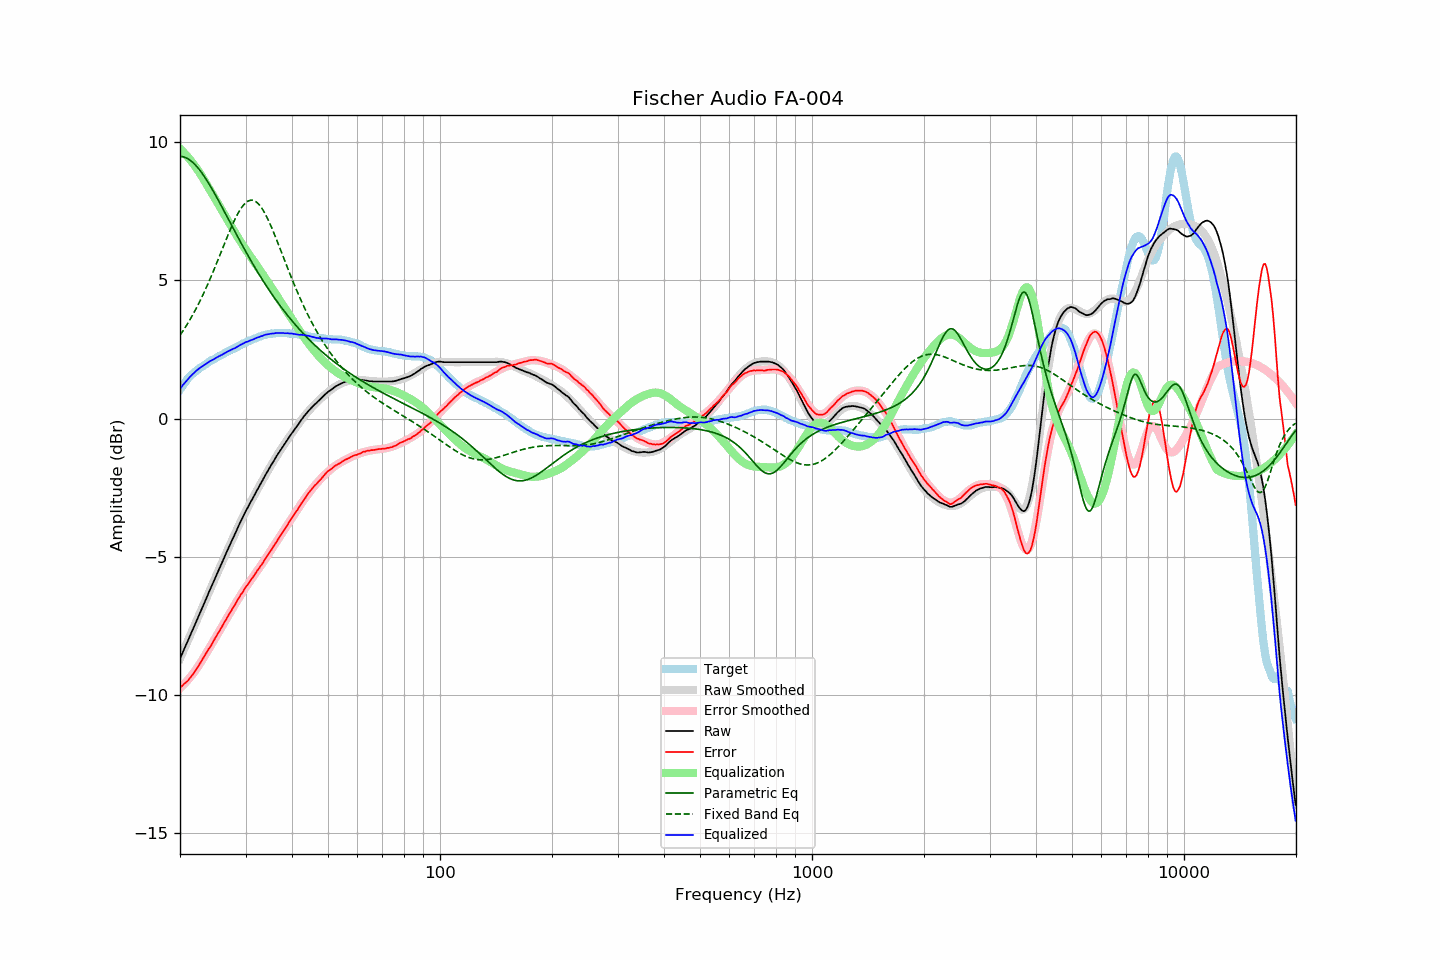 Fischer Audio FA-004
10
5
0
−5
−10
−15
Amplitude (dBr)
Target
Raw Smoothed
Error Smoothed
Raw
Error
Equalization
Parametric Eq
Fixed Band Eq
Equalized
100
1000
10000
Frequency (Hz)